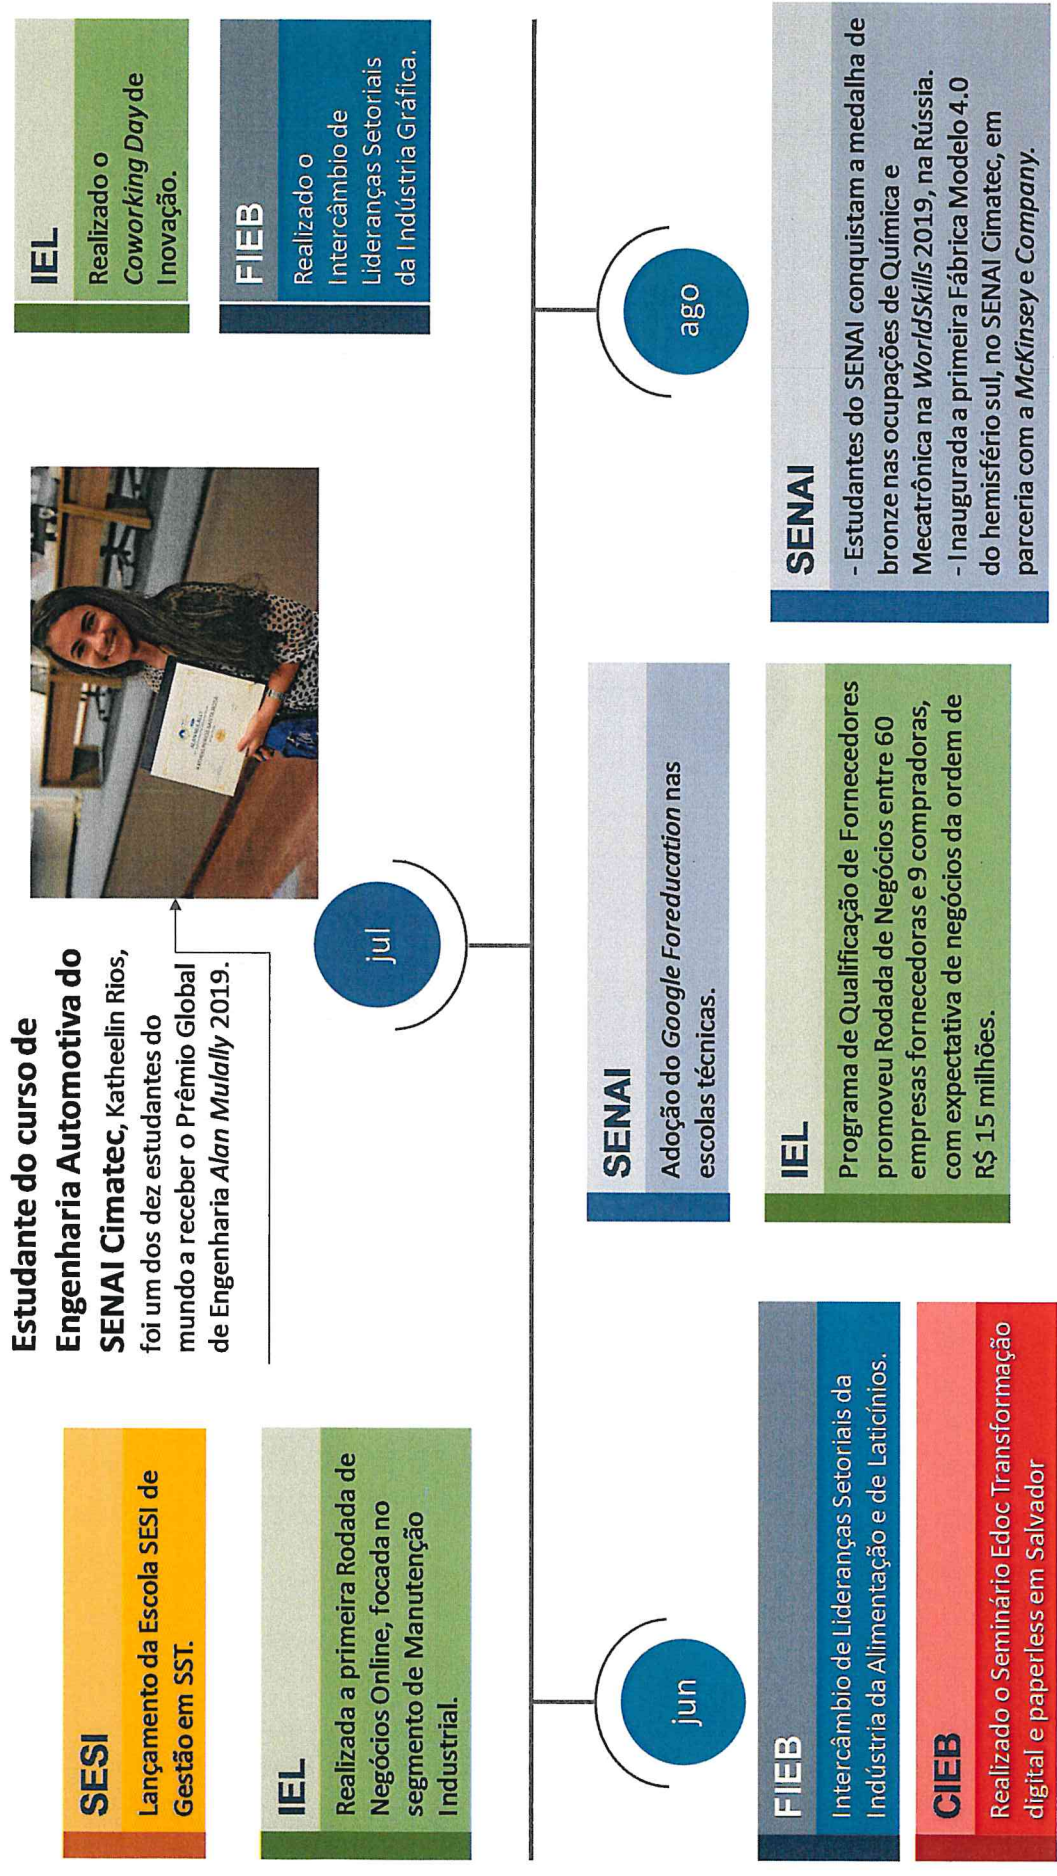 SESI
Lançamento da Escola SESI de
Gestão em SST.
IEL
Realizada a primeira Rodada de
Negócios Online, focada no
segmento de Manutenção
Industrial.
jun
FIEB
Intercâmbio de Lideranças Setoriais da
Indústria da Alimentação e de Laticínios.
CIEB
Realizado o Seminário Edoc Transformação
digital e paperless em Salvador
Estudante do curso de
Engenharia Automotiva do
SENAI Cimatec, Katheelin Rios,
foi um dos dez estudantes do
mundo a receber o Prêmio Global
de Engenharia Alan Mulally 2019.
jul
SENAI
Adoção do Google Foreducation nas
escolas técnicas.
IEL
Programa de Qualificação de Fornecedores
promoveu Rodada de Negócios entre 60
empresas fornecedoras e 9 compradoras,
com expectativa de negócios da ordem de
R$ 15 milhões.
IEL
Realizado o
Coworking Day de
Inovação.
FIEB
Realizado o
Intercâmbio de
Lideranças Setoriais
da Indústria Gráfica.
ago
SENAI
- Estudantes do SENAI conquistam a medalha de
bronze nas ocupações de Química e
Mecatrônica na WorldSkills 2019, na Rússia.
- Inaugurada a primeira Fábrica Modelo 4.0
do hemisfério sul, no SENAI Cimatec, em
parceria com a McKinsey e Company.